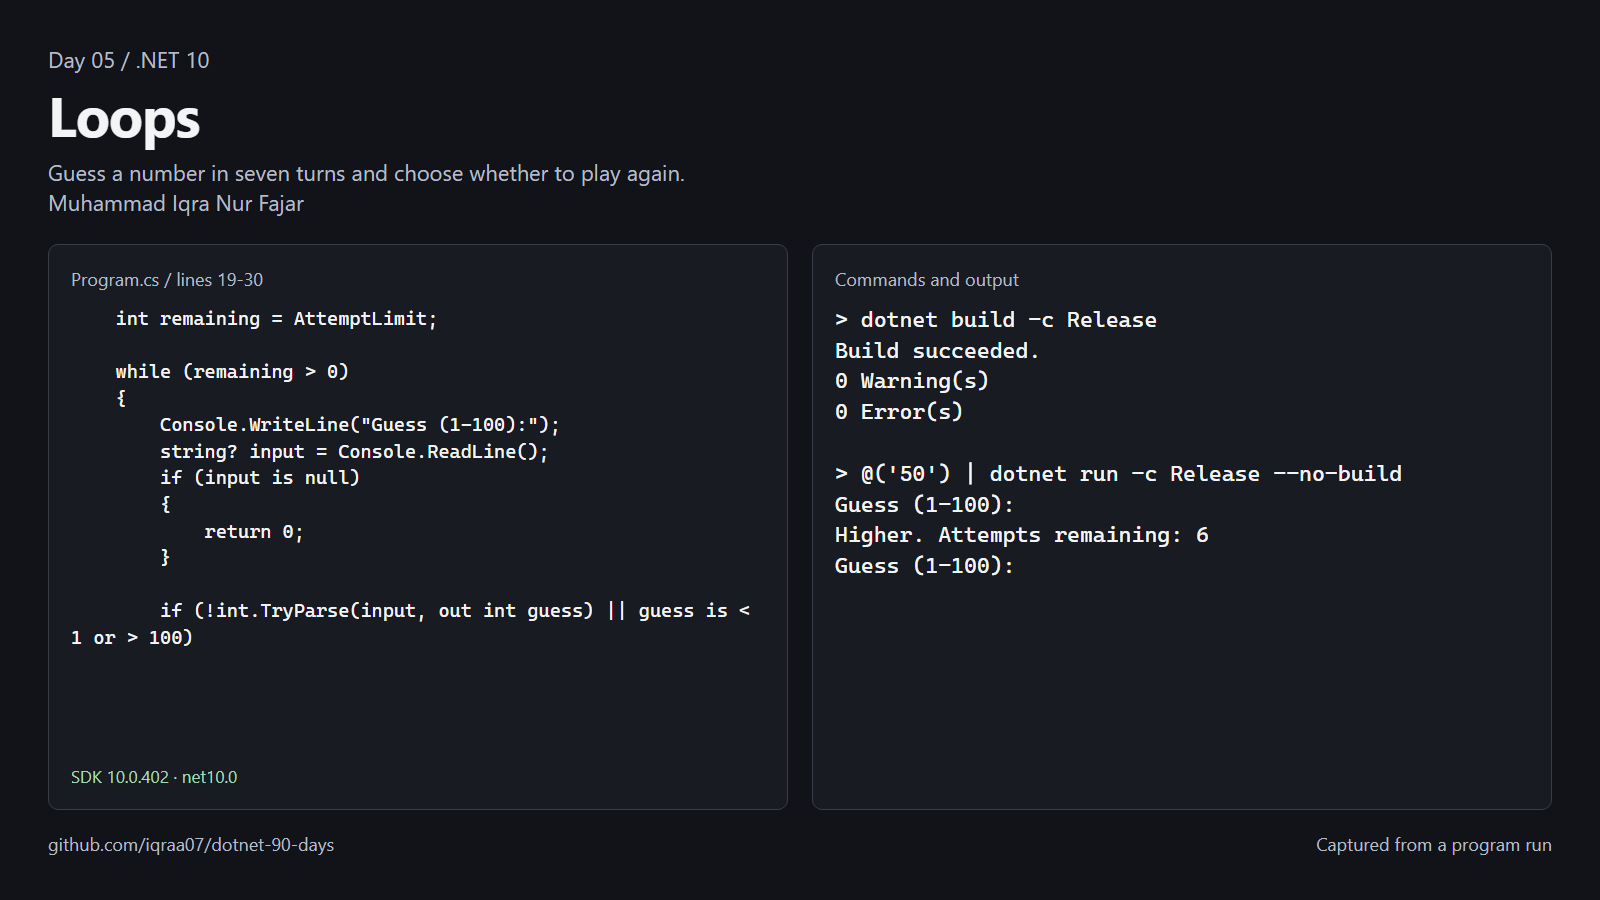 Day 05 / .NET 10
Loops
Guess a number in seven turns and choose whether to play again.
Muhammad Iqra Nur Fajar
Program.cs / lines 19-30
    int remaining = AttemptLimit;
    while (remaining > 0)
    {
        Console.WriteLine("Guess (1-100):");
        string? input = Console.ReadLine();
        if (input is null)
        {
            return 0;
        }
        if (!int.TryParse(input, out int guess) || guess is <
1 or > 100)
SDK 10.0.402 · net10.0
Commands and output
> dotnet build -c Release
Build succeeded.
0 Warning(s)
0 Error(s)
> @('50') | dotnet run -c Release --no-build
Guess (1-100):
Higher. Attempts remaining: 6
Guess (1-100):
github.com/iqraa07/dotnet-90-days
Captured from a program run